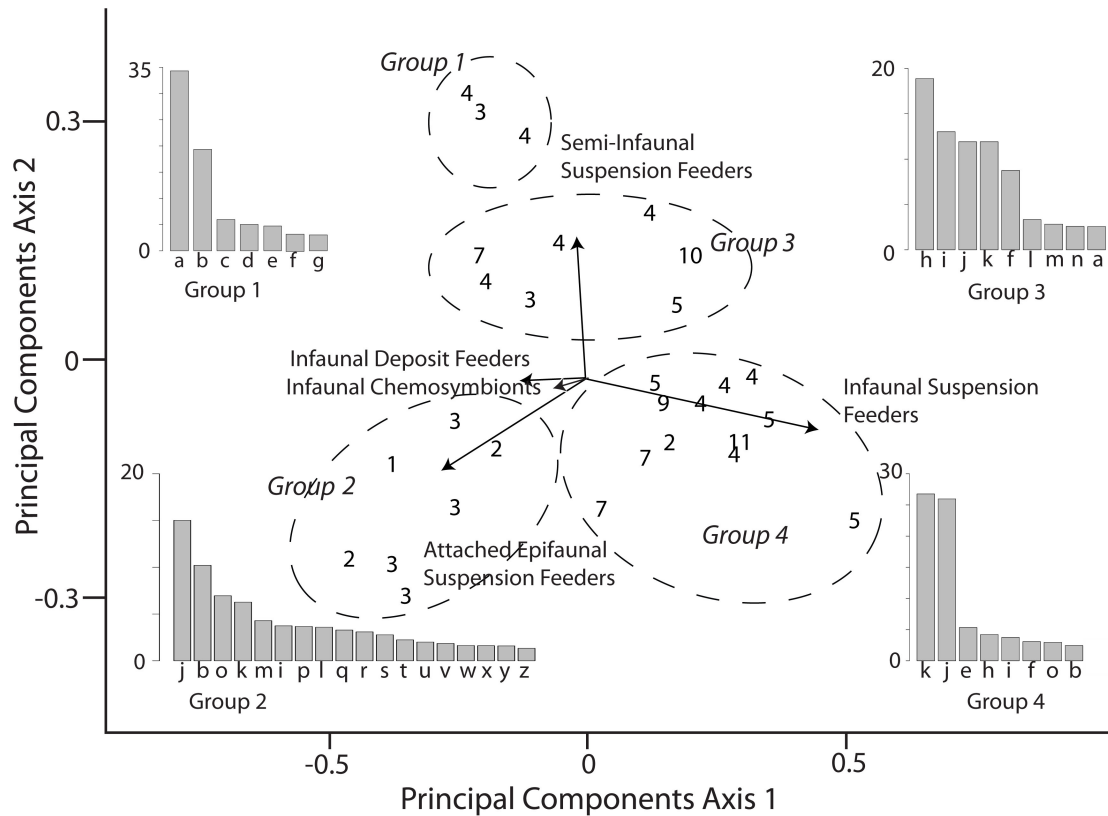 Principal Components Axis 2
0.3
0
-0.3
35
0
a b c d e f g
Group 1
Group 1
4
3
4
Semi-Infaunal
Suspension Feeders
20
0
h i j k f l m n a
Group 3
4
4
7
10
Group 3
4
3
5
Infaunal Deposit Feeders
Infaunal Chemosymbionts
Infaunal Suspension
Feeders
5
4
4
9
4
5
2
11
4
7
7
5
Group 4
3
2
1
Group 2
3
2
3
3
Attached Epifaunal
Suspension Feeders
20
0
j b o k m i p l q r s t u v w x y z
Group 2
30
0
k j e h i f o b
Group 4
-0.5
0
0.5
Principal Components Axis 1